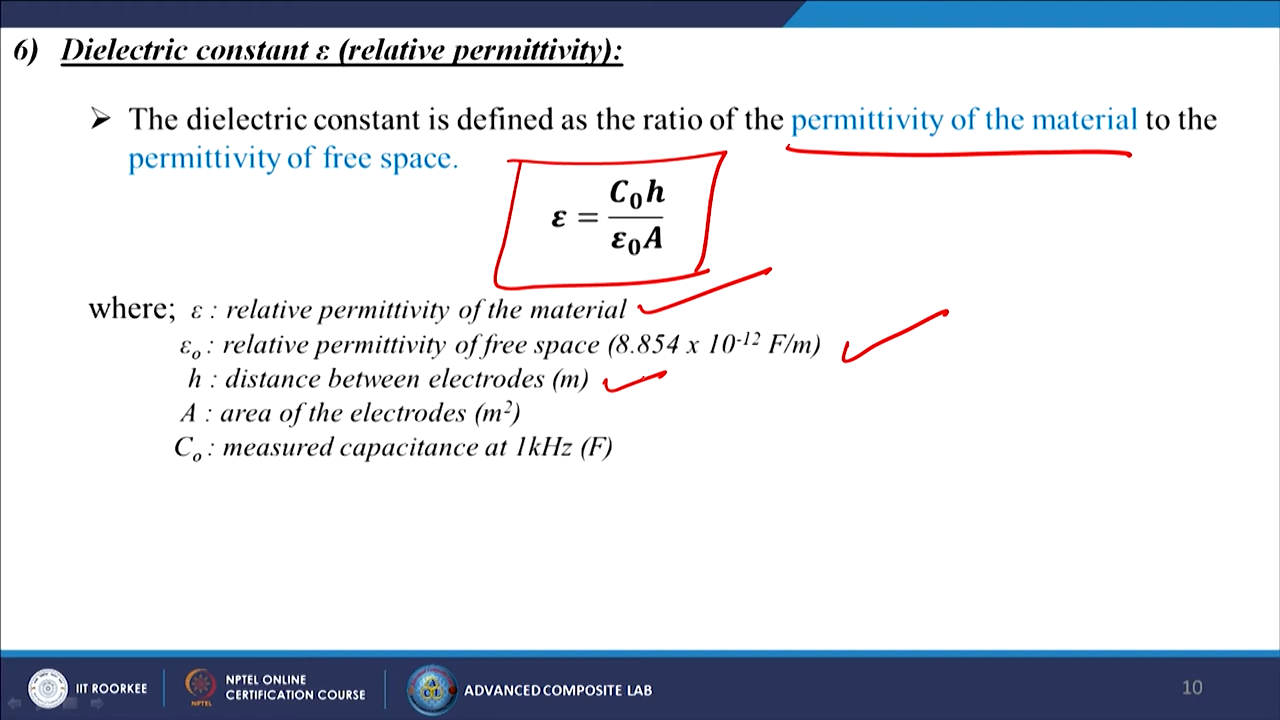 6) Dielectric constant ε (relative permittivity):
➤ The dielectric constant is defined as the ratio of the permittivity of the material to the
permittivity of free space.
ε = C₀h / ε₀A
where; ε : relative permittivity of the material
εₒ : relative permittivity of free space (8.854 x 10⁻¹² F/m)
h : distance between electrodes (m)
A : area of the electrodes (m²)
Cₒ : measured capacitance at 1kHz (F)
IIT ROORKEE
NPTEL
NPTEL ONLINE
CERTIFICATION COURSE
ACL
ADVANCED COMPOSITE LAB
10